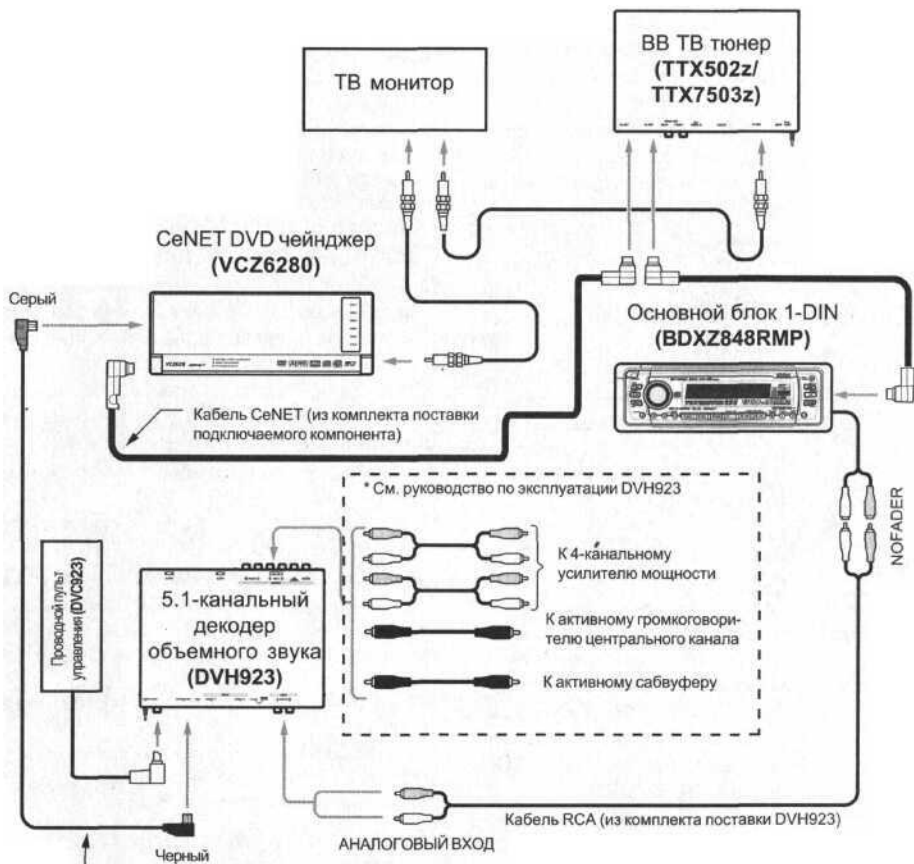 ВВ ТВ тюнер
(TTX502z/
TTX7503z)
ТВ монитор
CeNET DVD чейнджер
(VCZ6280)
Серый
Основной блок 1-DIN
(BDXZ848RMP)
Кабель CeNET (из комплекта поставки
подключаемого компонента)
* См. руководство по эксплуатации DVH923
NOFADER
К 4-канальному
усилителю мощности
Проводной пульт
управления (DVC923)
5.1-канальный
декодер
объемного звука
(DVH923)
К активному громкоговори-
телю центрального канала
К активному сабвуферу
Кабель RCA (из комплекта поставки DVH923)
АНАЛОГОВЫЙ ВХОД
Черный